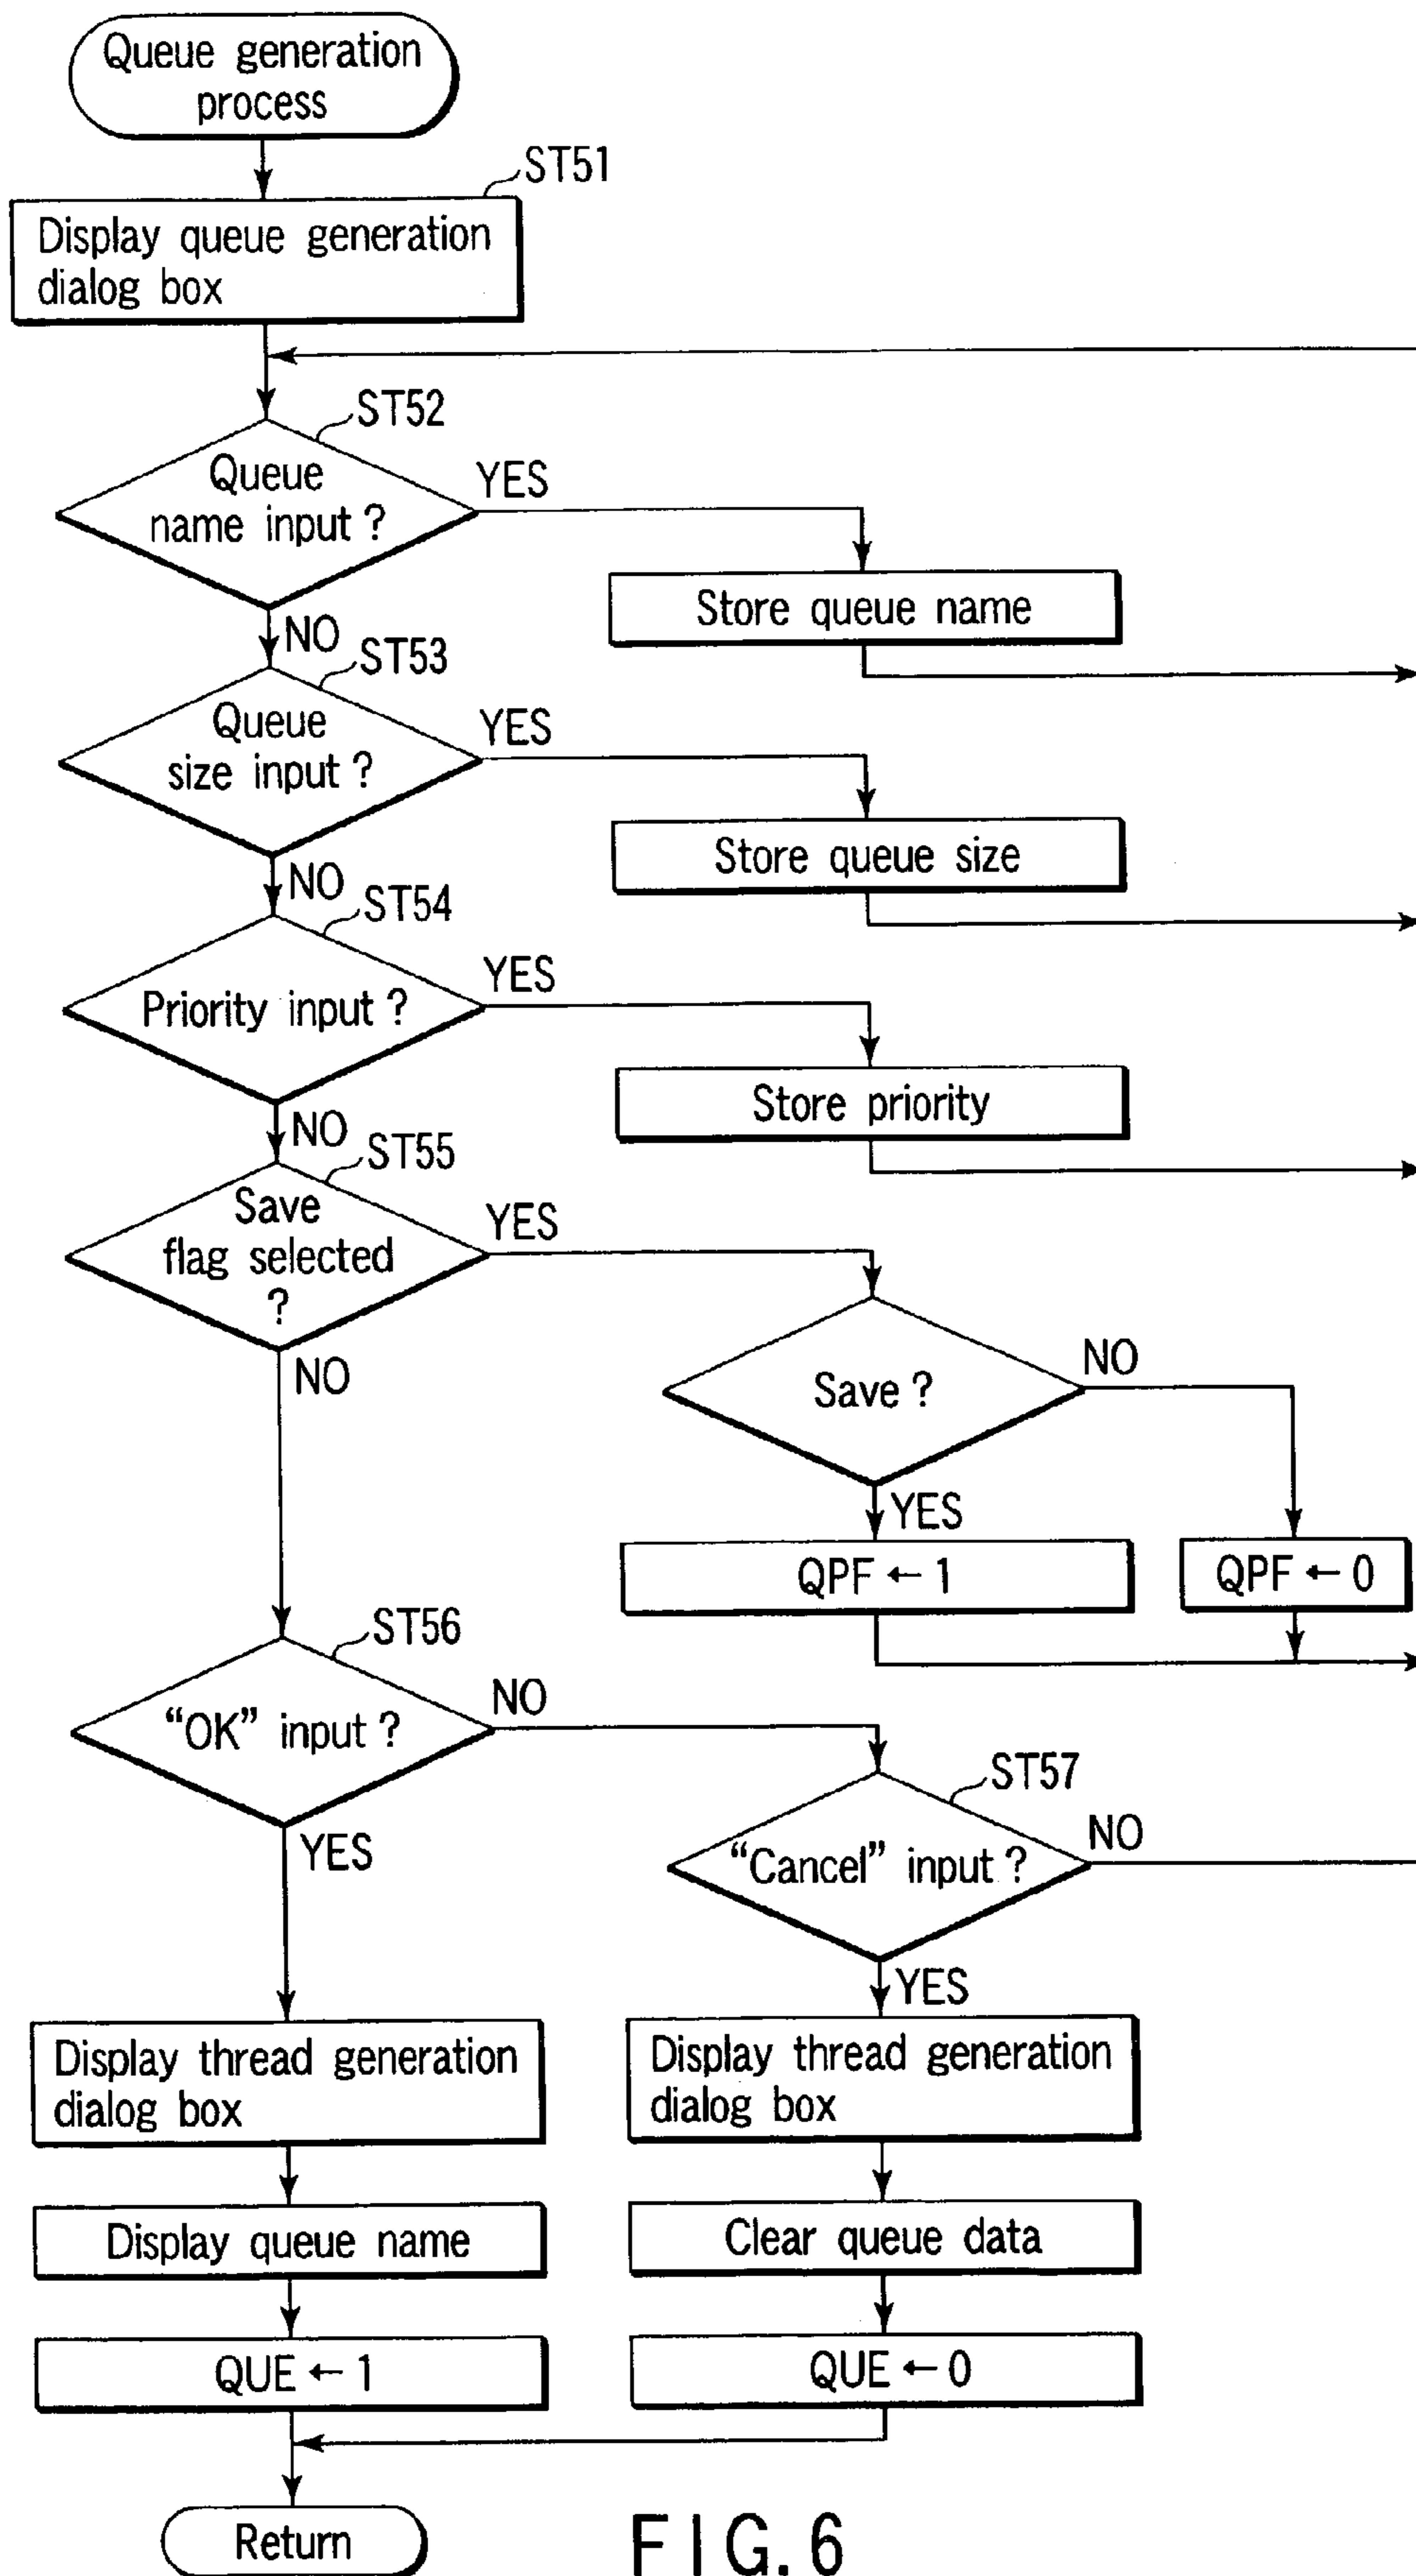 Queue generation
process
ST51
Display queue generation
dialog box
ST52
Queue
name input ?
YES
Store queue name
NO
ST53
Queue
size input ?
YES
Store queue size
NO
ST54
Priority input ?
YES
Store priority
NO
ST55
Save
flag selected
?
YES
NO
Save ?
NO
YES
QPF ← 1
QPF ← 0
ST56
“OK” input ?
NO
ST57
YES
“Cancel” input ?
NO
YES
Display thread generation
dialog box
Display thread generation
dialog box
Display queue name
Clear queue data
QUE ← 1
QUE ← 0
Return
FIG. 6